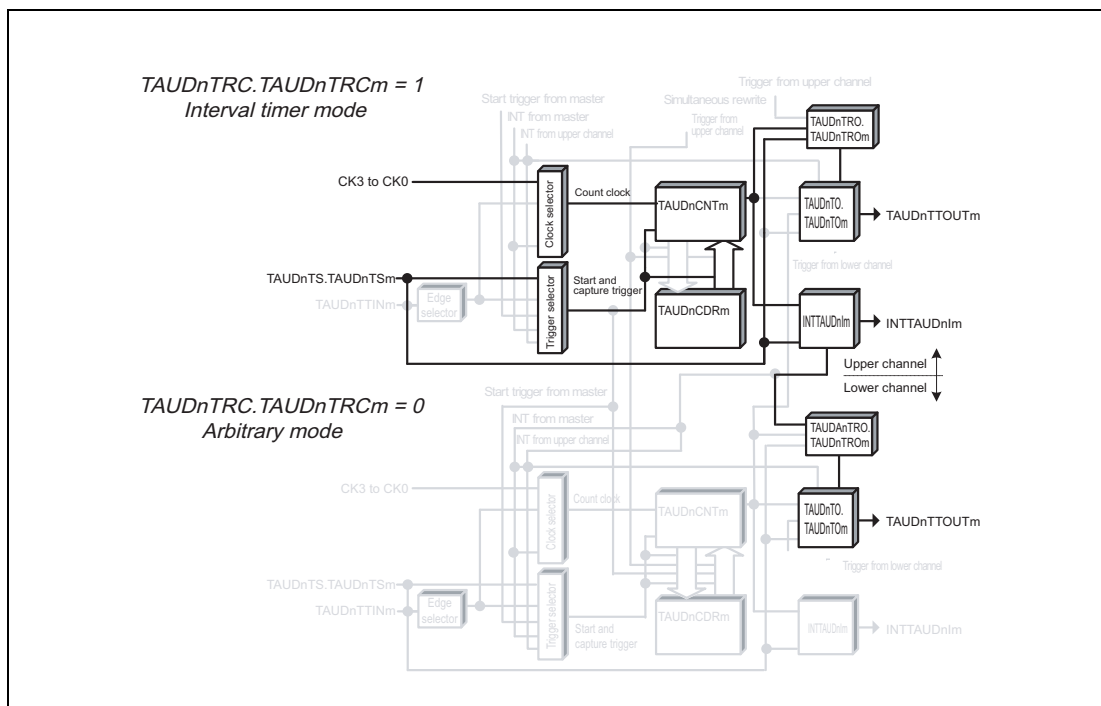 TAUDnTRC.TAUDnTRCm = 1
Interval timer mode
Trigger from upper channel
Start trigger from master
Simultaneous rewrite
INT from master
Trigger from
upper channel
INT from upper channel
TAUDnTRO.
TAUDnTROm
CK3 to CK0
Clock selector
Count clock
TAUDnCNTm
TAUDnTO.
TAUDnTOm
TAUDnTTOUTm
Trigger from lower channel
TAUDnTS.TAUDnTSm
TAUDnTTINm
Edge
selector
Trigger selector
Start and
capture trigger
TAUDnCDRm
INTTAUDnIm
INTTAUDnIm
Upper channel
Lower channel
TAUDnTRC.TAUDnTRCm = 0
Arbitrary mode
Start trigger from master
INT from master
INT from upper channel
TAUDAnTRO.
TAUDnTROm
CK3 to CK0
Clock selector
Count clock
TAUDnCNTm
TAUDnTO.
TAUDnTOm
TAUDnTTOUTm
Trigger from lower channel
TAUDnTS.TAUDnTSm
TAUDnTTINm
Edge
selector
Trigger selector
Start and
capture trigger
TAUDnCDRm
INTTAUDnIm
INTTAUDnIm